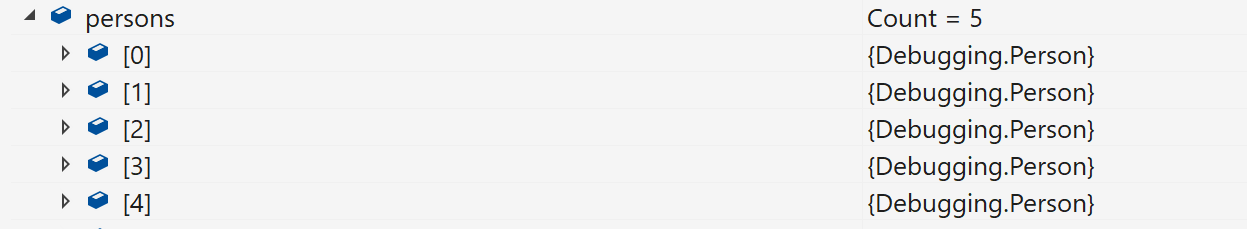 persons Count = 5
[0] {Debugging.Person}
[1] {Debugging.Person}
[2] {Debugging.Person}
[3] {Debugging.Person}
[4] {Debugging.Person}